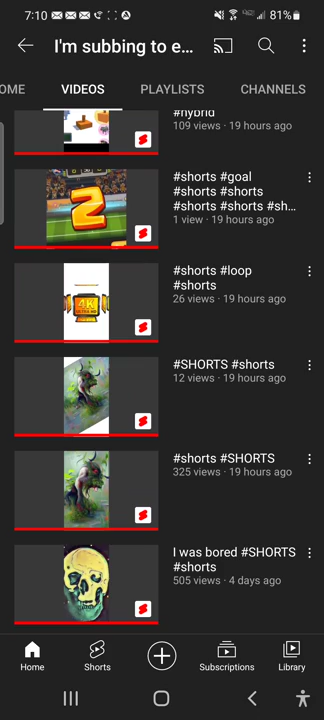 7:10
81%
I'm subbing to e...
OME
VIDEOS
PLAYLISTS
CHANNELS
#hybrid
109 views · 19 hours ago
2
#shorts #goal
#shorts #shorts
#shorts #shorts #sh...
1 view · 19 hours ago
4K
ULTRA HD
#shorts #loop
#shorts
26 views · 19 hours ago
#SHORTS #shorts
12 views · 19 hours ago
#shorts #SHORTS
325 views · 19 hours ago
I was bored #SHORTS
#shorts
505 views · 4 days ago
Home
Shorts
Subscriptions
Library